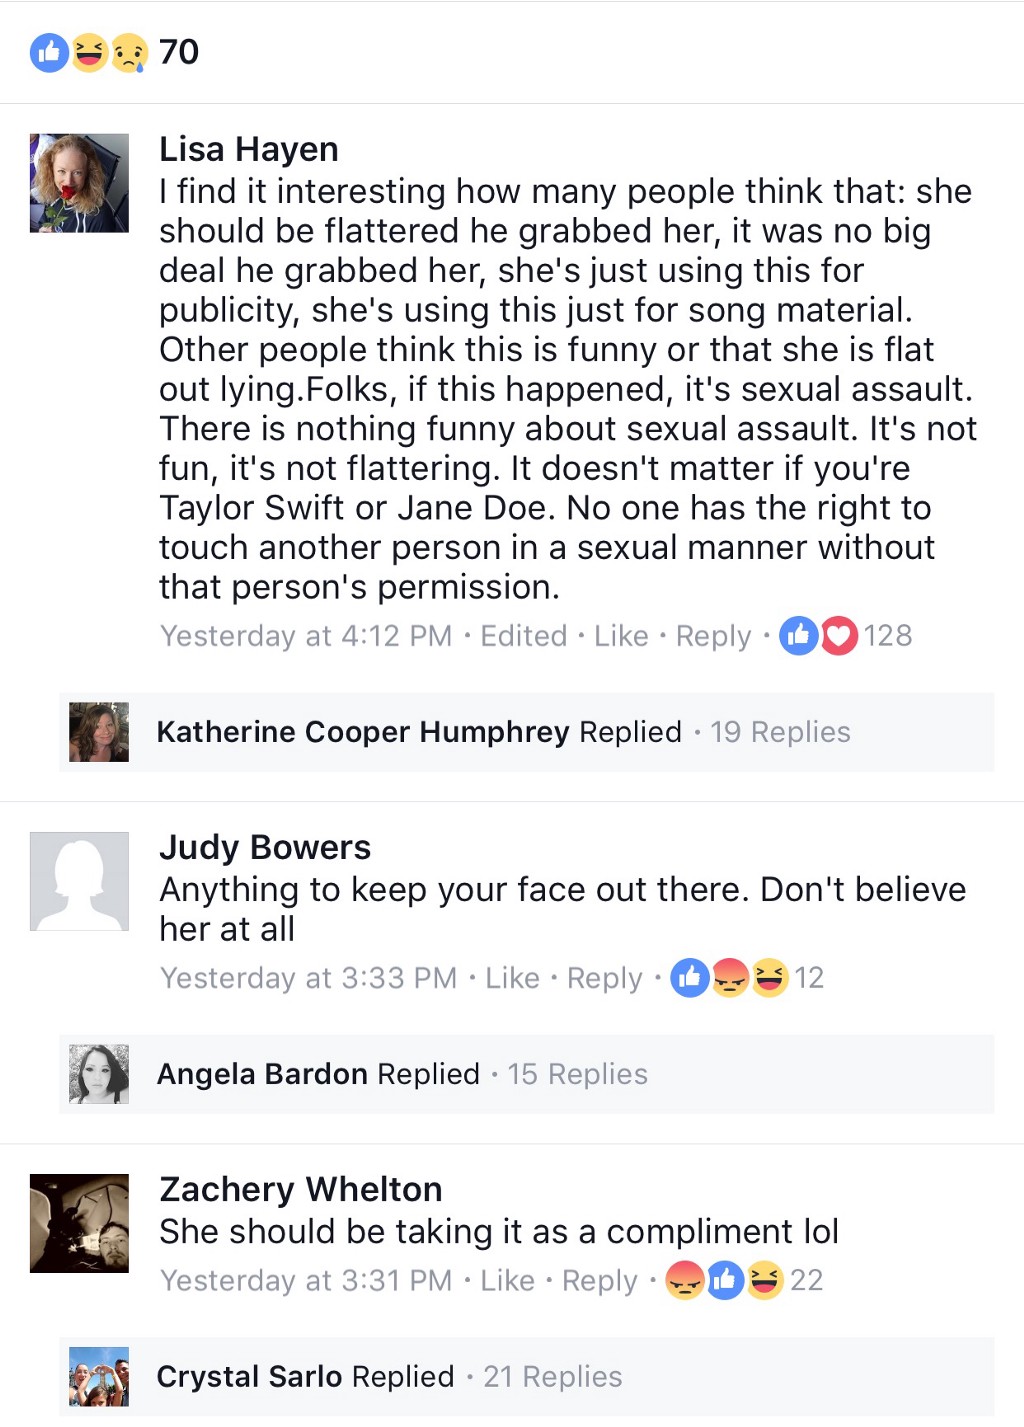 70
Lisa Hayen
I find it interesting how many people think that: she
should be flattered he grabbed her, it was no big
deal he grabbed her, she's just using this for
publicity, she's using this just for song material.
Other people think this is funny or that she is flat
out lying.Folks, if this happened, it's sexual assault.
There is nothing funny about sexual assault. It's not
fun, it's not flattering. It doesn't matter if you're
Taylor Swift or Jane Doe. No one has the right to
touch another person in a sexual manner without
that person's permission.
Yesterday at 4:12 PM · Edited · Like · Reply · 128
Katherine Cooper Humphrey Replied · 19 Replies
Judy Bowers
Anything to keep your face out there. Don't believe
her at all
Yesterday at 3:33 PM · Like · Reply · 12
Angela Bardon Replied · 15 Replies
Zachery Whelton
She should be taking it as a compliment lol
Yesterday at 3:31 PM · Like · Reply · 22
Crystal Sarlo Replied · 21 Replies